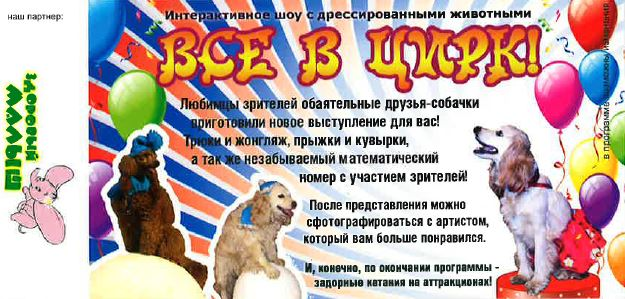 наш партнер:
Интерактивное шоу с дрессированными животными
ВСЕ В ЦИРК!
Любимцы зрителей обаятельные друзья-собачки
приготовили новое выступление для вас!
Трюки и жонгляж, прыжки и кувырки,
а так же незабываемый математический
номер с участием зрителей!
После представления можно
сфотографироваться с артистом,
который вам больше понравился.
И, конечно, по окончании программы -
задорные катания на аттракционах!
в программе возможны изменения